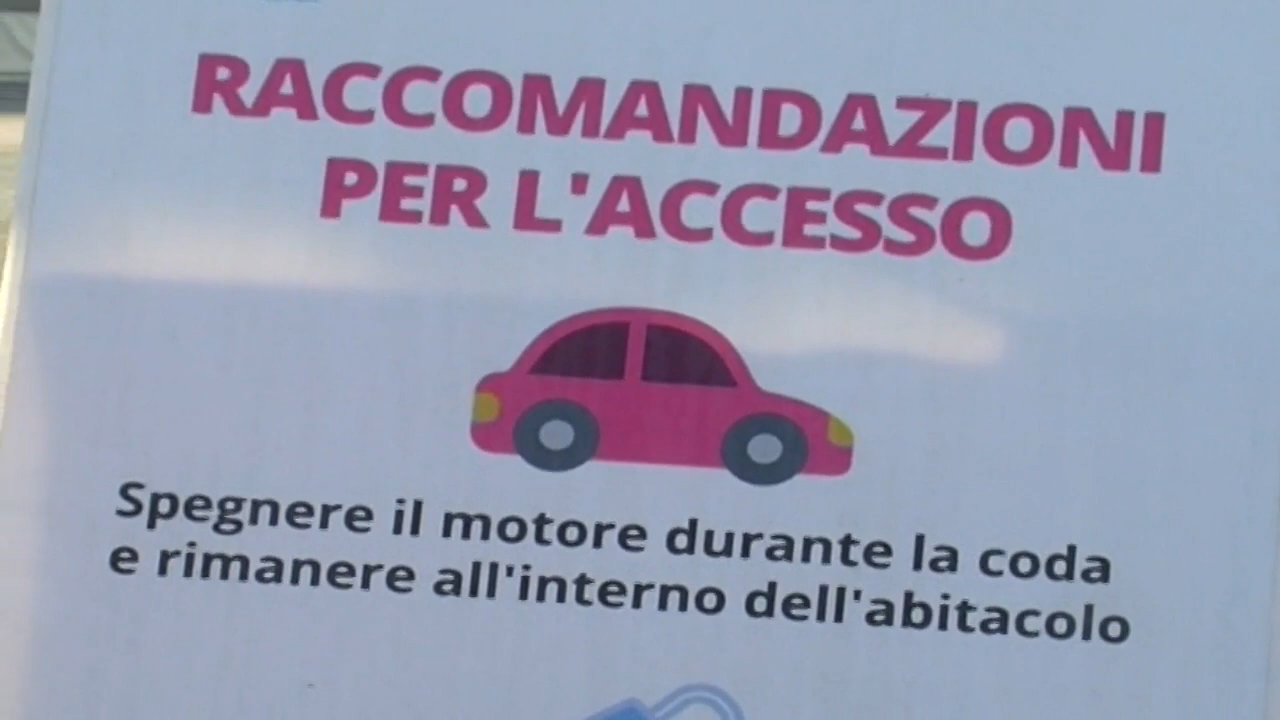 RACCOMANDAZIONI
PER L'ACCESSO
Spegnere il motore durante la coda
e rimanere all'interno dell'abitacolo